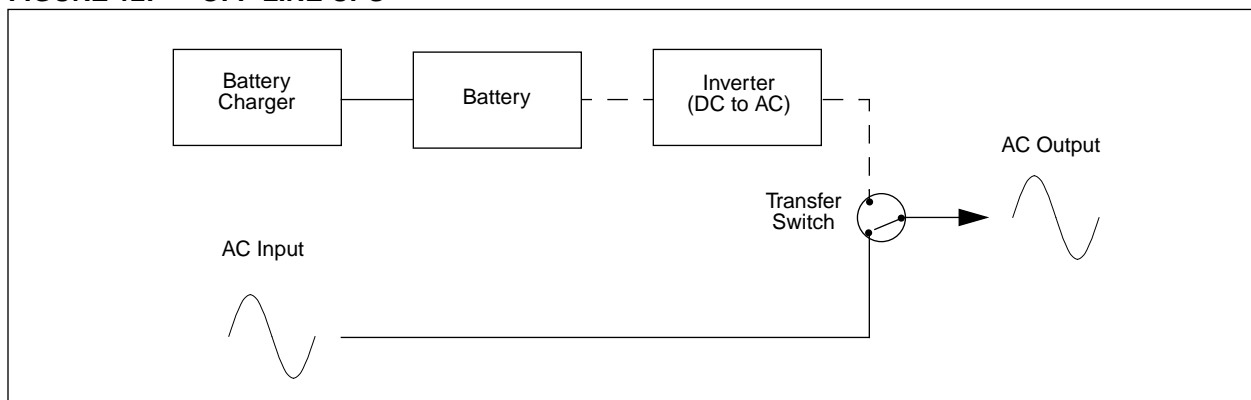 Battery
Charger
Battery
Inverter
(DC to AC)
AC Output
Transfer
Switch
AC Input